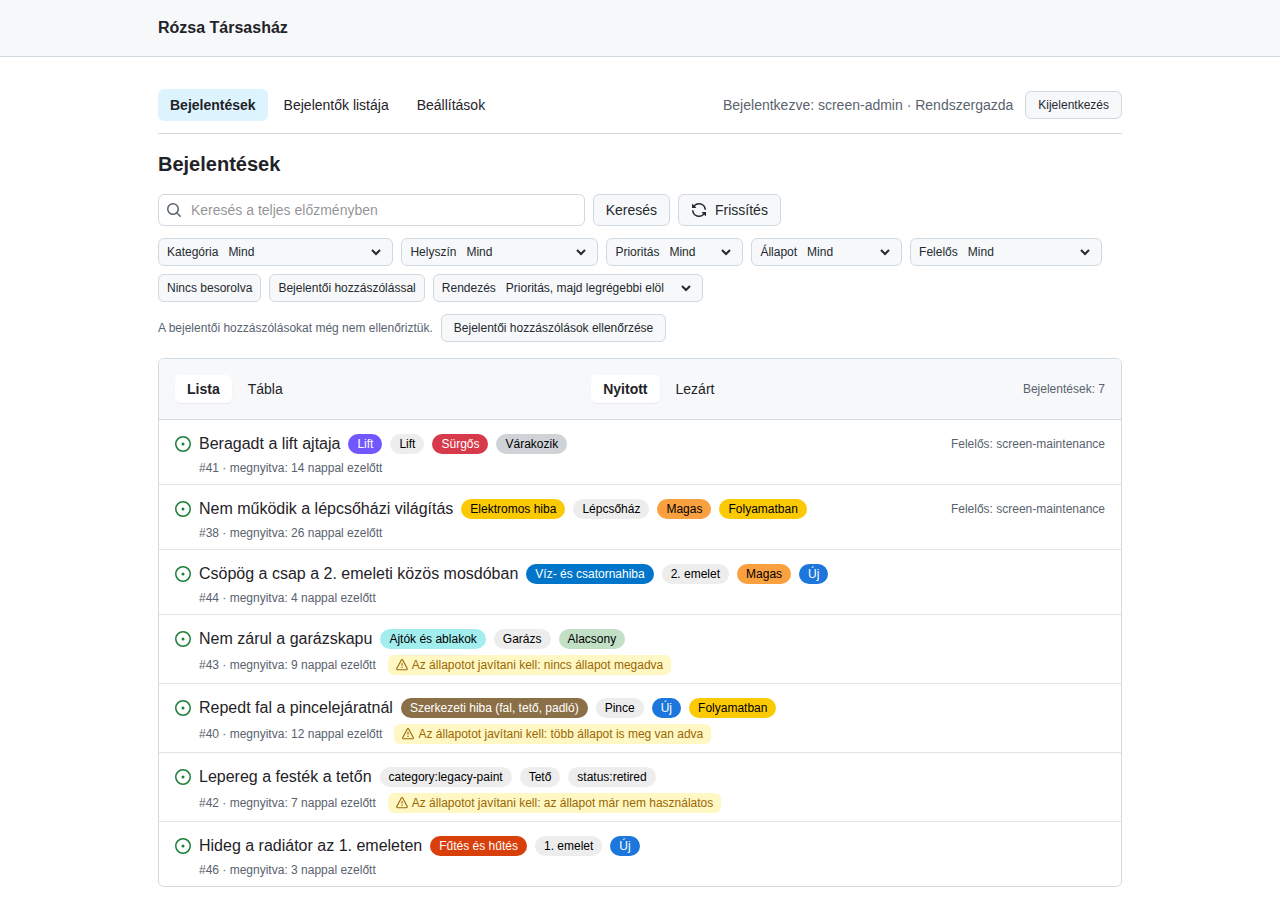 Rózsa Társasház
Bejelentések Bejelentők listája Beállítások Bejelentkezve: screen-admin · Rendszergazda Kijelentkezés
Bejelentések
Keresés a teljes előzményben Keresés Frissítés
Kategória Mind Helyszín Mind Prioritás Mind Állapot Mind Felelős Mind
Nincs besorolva Bejelentői hozzászólással Rendezés Prioritás, majd legrégebbi elöl
A bejelentői hozzászólásokat még nem ellenőriztük. Bejelentői hozzászólások ellenőrzése
Lista Tábla Nyitott Lezárt Bejelentések: 7
Beragadt a lift ajtaja Lift Lift Sürgős Várakozik Felelős: screen-maintenance
#41 · megnyitva: 14 nappal ezelőtt
Nem működik a lépcsőházi világítás Elektromos hiba Lépcsőház Magas Folyamatban Felelős: screen-maintenance
#38 · megnyitva: 26 nappal ezelőtt
Csöpög a csap a 2. emeleti közös mosdóban Víz- és csatornahiba 2. emelet Magas Új
#44 · megnyitva: 4 nappal ezelőtt
Nem zárul a garázskapu Ajtók és ablakok Garázs Alacsony
#43 · megnyitva: 9 nappal ezelőtt Az állapotot javítani kell: nincs állapot megadva
Repedt fal a pincelejáratnál Szerkezeti hiba (fal, tető, padló) Pince Új Folyamatban
#40 · megnyitva: 12 nappal ezelőtt Az állapotot javítani kell: több állapot is meg van adva
Lepereg a festék a tetőn category:legacy-paint Tető status:retired
#42 · megnyitva: 7 nappal ezelőtt Az állapotot javítani kell: az állapot már nem használatos
Hideg a radiátor az 1. emeleten Fűtés és hűtés 1. emelet Új
#46 · megnyitva: 3 nappal ezelőtt